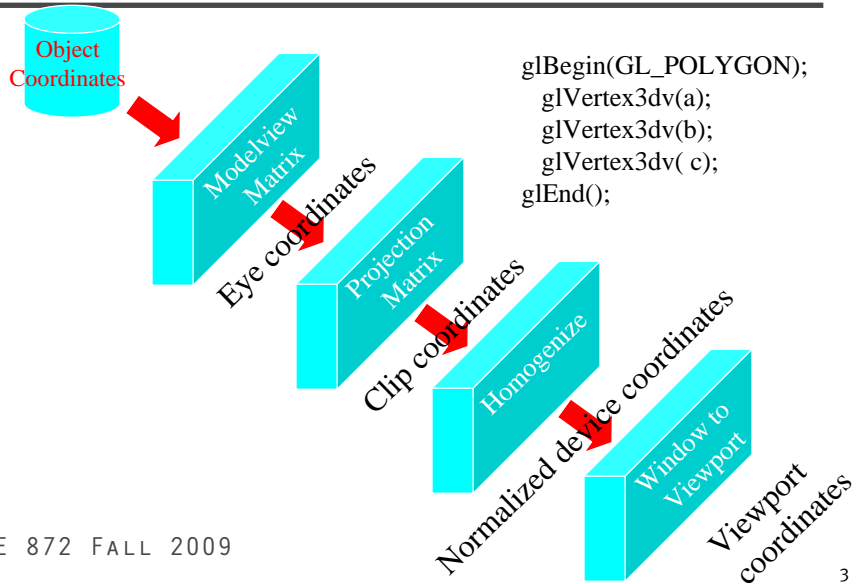 Object
Coordinates
glBegin(GL_POLYGON);
glVertex3dv(a);
glVertex3dv(b);
glVertex3dv( c);
glEnd();
Modelview
Matrix
Eye coordinates
Projection
Matrix
Clip coordinates
Homogenize
Normalized device coordinates
Window to
Viewport
Viewport
coordinates
E 872 FALL 2009
3